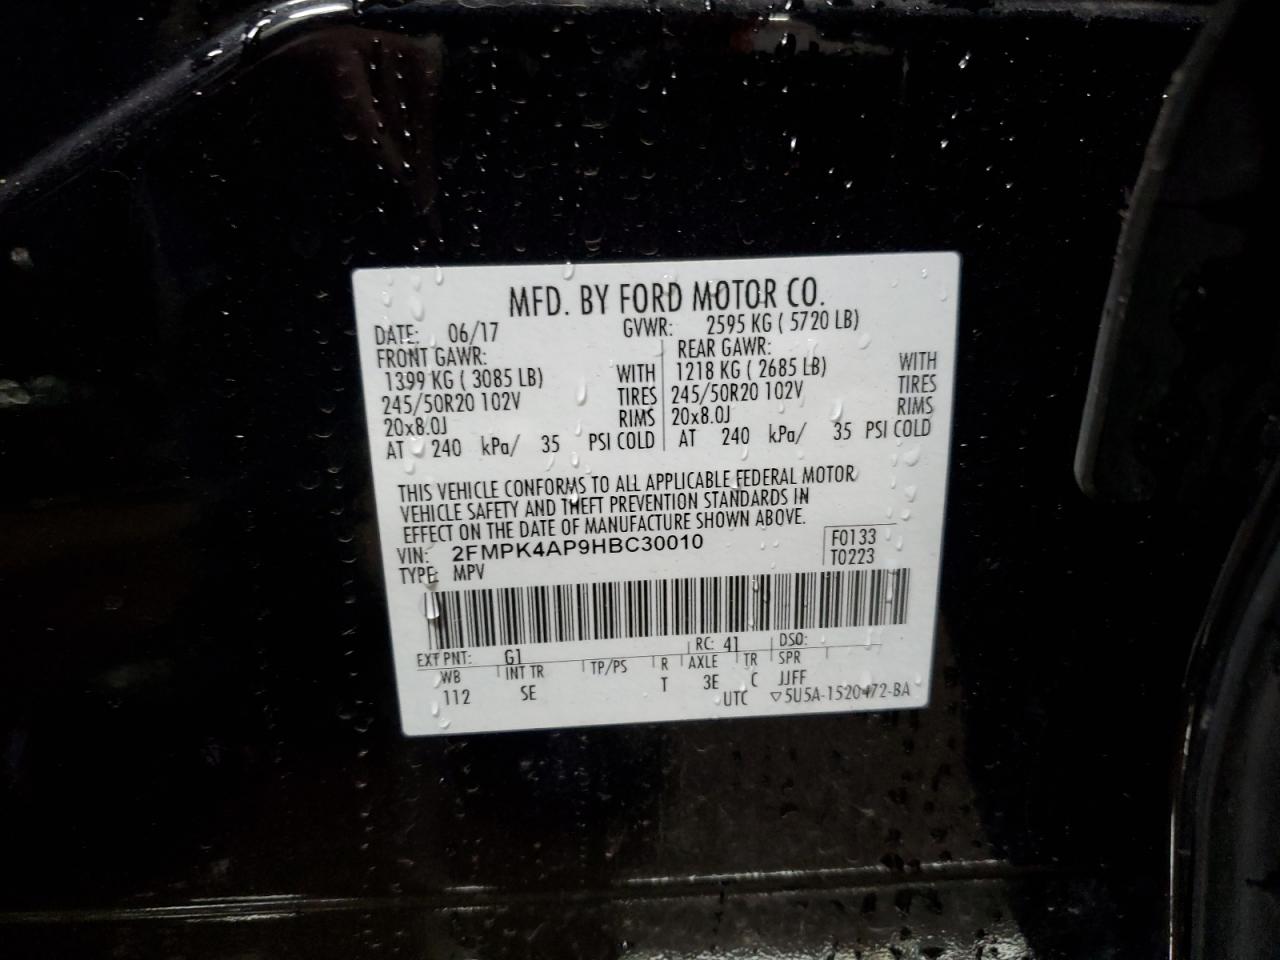 MFD. BY FORD MOTOR CO.
DATE: 06/17 GVWR: 2595 KG ( 5720 LB)
FRONT GAWR: REAR GAWR:
1399 KG ( 3085 LB) WITH 1218 KG ( 2685 LB) WITH
245/50R20 102V TIRES 245/50R20 102V TIRES
20x8.0J RIMS 20x8.0J RIMS
AT 240 kPa/ 35 PSI COLD AT 240 kPa/ 35 PSI COLD
THIS VEHICLE CONFORMS TO ALL APPLICABLE FEDERAL MOTOR
VEHICLE SAFETY AND THEFT PREVENTION STANDARDS IN
EFFECT ON THE DATE OF MANUFACTURE SHOWN ABOVE.
VIN: 2FMPK4AP9HBC30010 F0133
TYPE: MPV T0223
EXT PNT: G1 RC: 41 DSO:
WB INT TR TP/PS R AXLE TR SPR
112 SE T 3E C JJFF
UTC ▽5U5A-1520472-BA